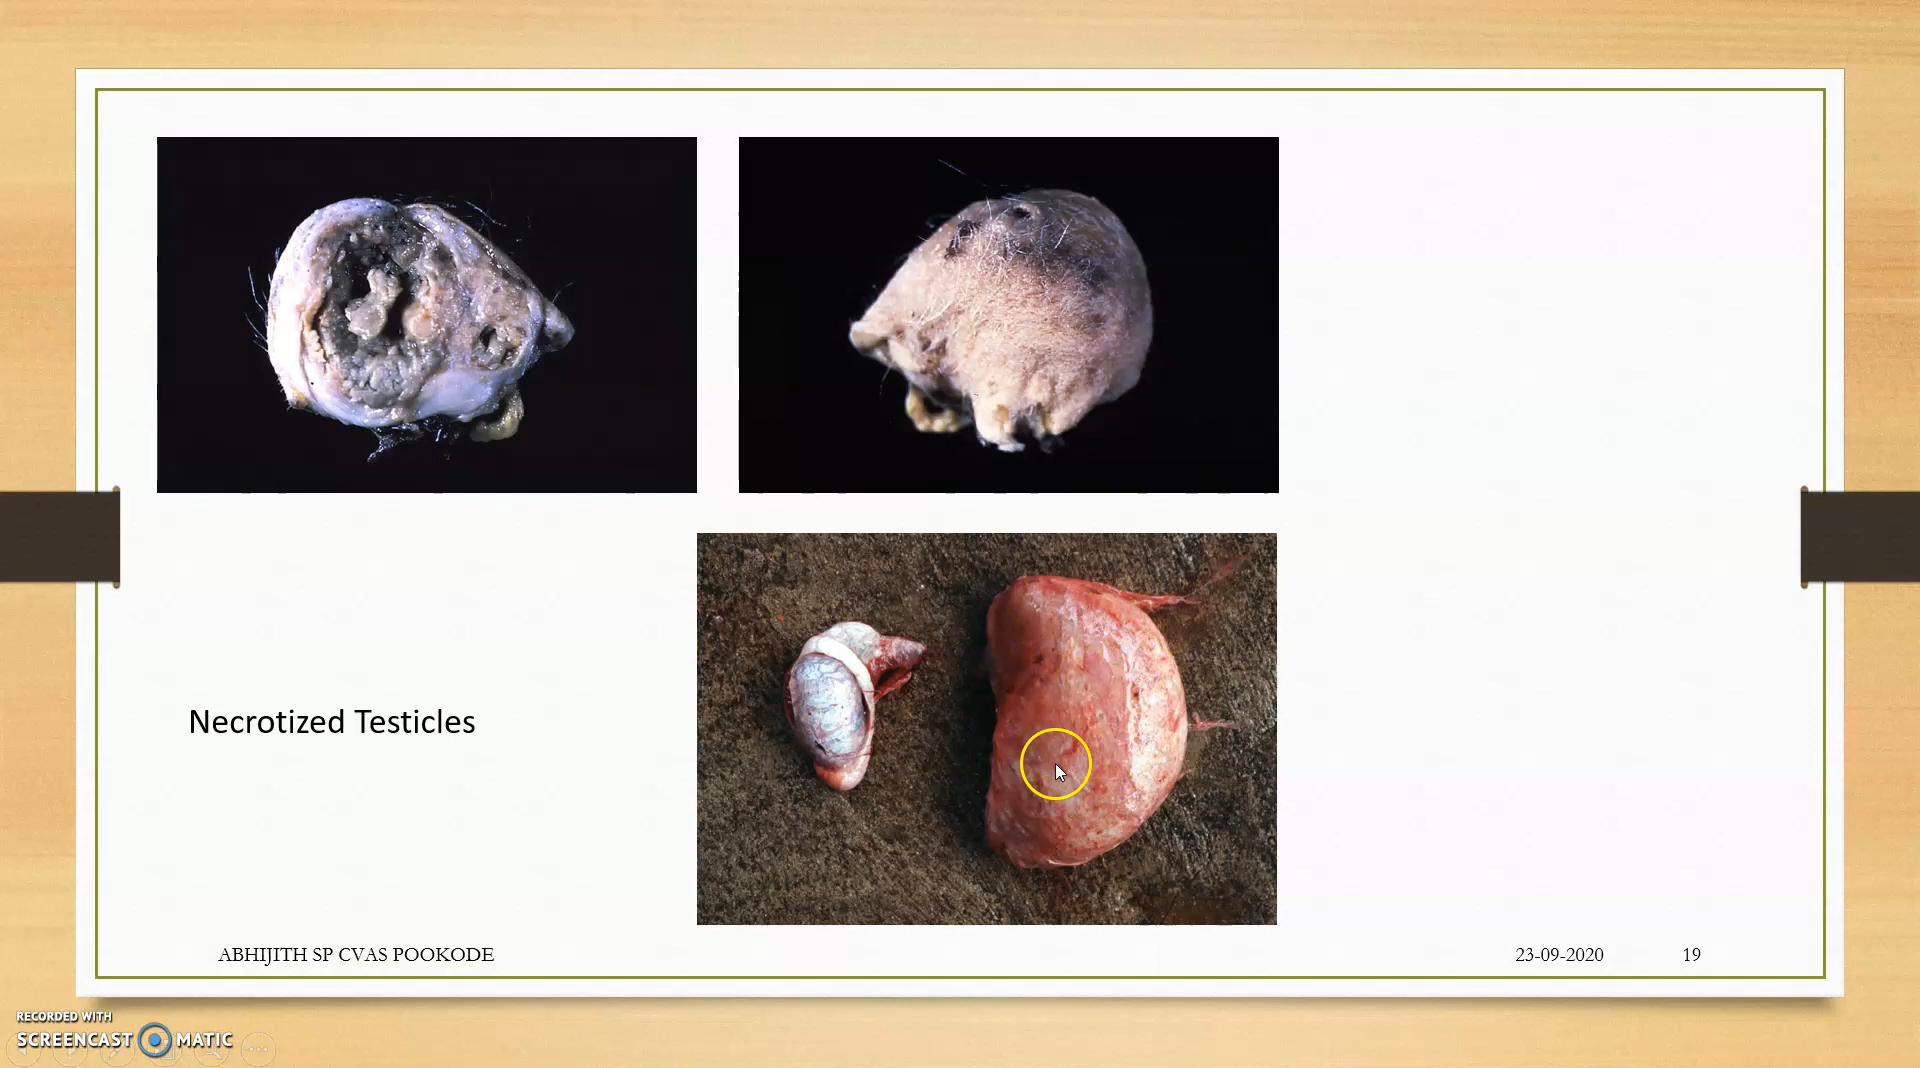 Necrotized Testicles
ABHIJITH SP CVAS POOKODE
23-09-2020
19
RECORDED WITH
SCREENCAST MATIC